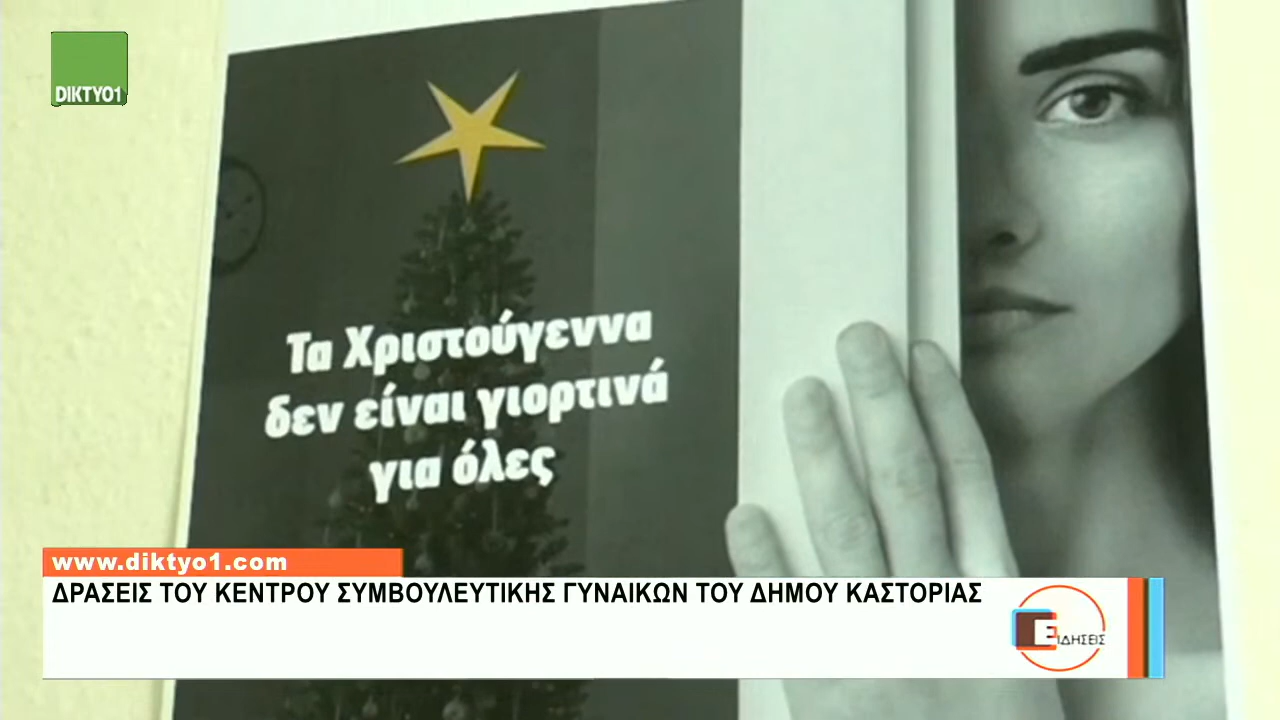 DIKTYO1
Τα Χριστούγεννα
δεν είναι γιορτινά
για όλες
www.diktyo1.com
ΔΡΑΣΕΙΣ ΤΟΥ ΚΕΝΤΡΟΥ ΣΥΜΒΟΥΛΕΥΤΙΚΗΣ ΓΥΝΑΙΚΩΝ ΤΟΥ ΔΗΜΟΥ ΚΑΣΤΟΡΙΑΣ
ΕΙΔΗΣΕΙΣ